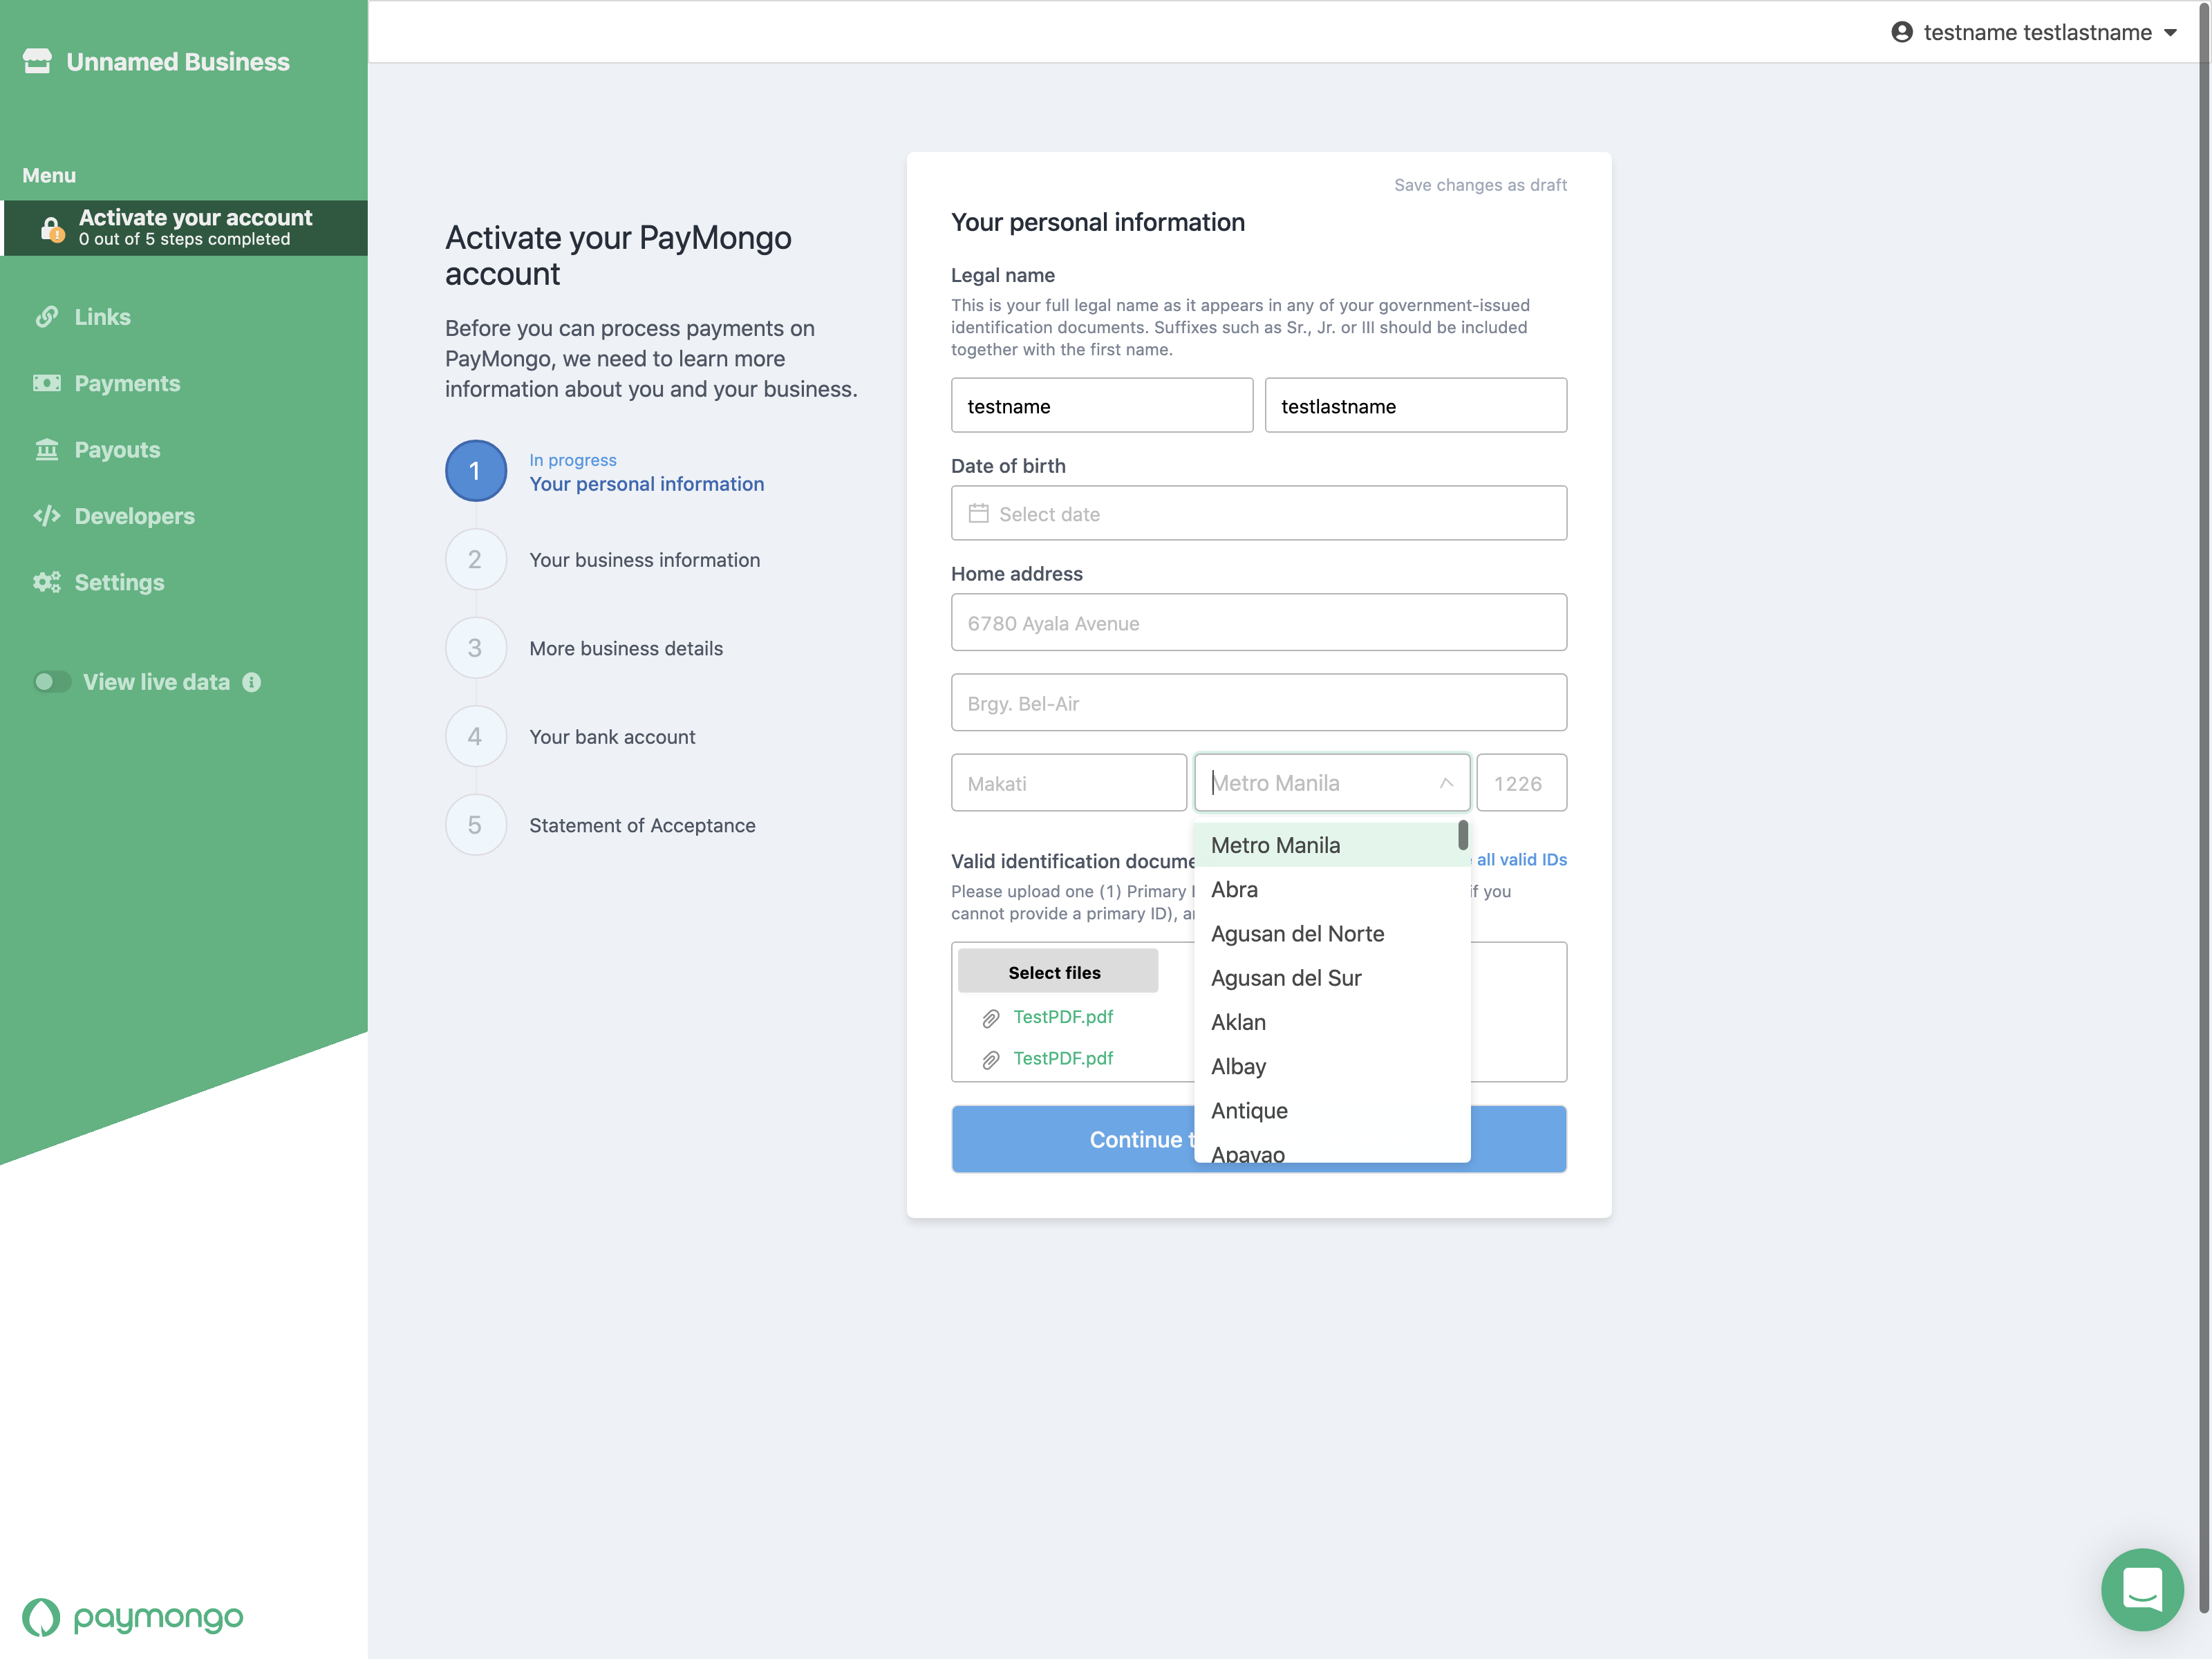 Unnamed Business
testname testlastname
Menu
Activate your account
0 out of 5 steps completed
Links
Payments
Payouts
Developers
Settings
View live data
paymongo
Activate your PayMongo
account
Before you can process payments on
PayMongo, we need to learn more
information about you and your business.
1
In progress
Your personal information
2
Your business information
3
More business details
4
Your bank account
5
Statement of Acceptance
Save changes as draft
Your personal information
Legal name
This is your full legal name as it appears in any of your government-issued
identification documents. Suffixes such as Sr., Jr. or III should be included
together with the first name.
testname testlastname
Date of birth
Select date
Home address
6780 Ayala Avenue
Brgy. Bel-Air
Makati Metro Manila 1226
Metro Manila
Abra
Agusan del Norte
Agusan del Sur
Aklan
Albay
Antique
Apayao
Valid identification docume all valid IDs
Please upload one (1) Primary if you
cannot provide a primary ID),
Select files
TestPDF.pdf
TestPDF.pdf
Continue